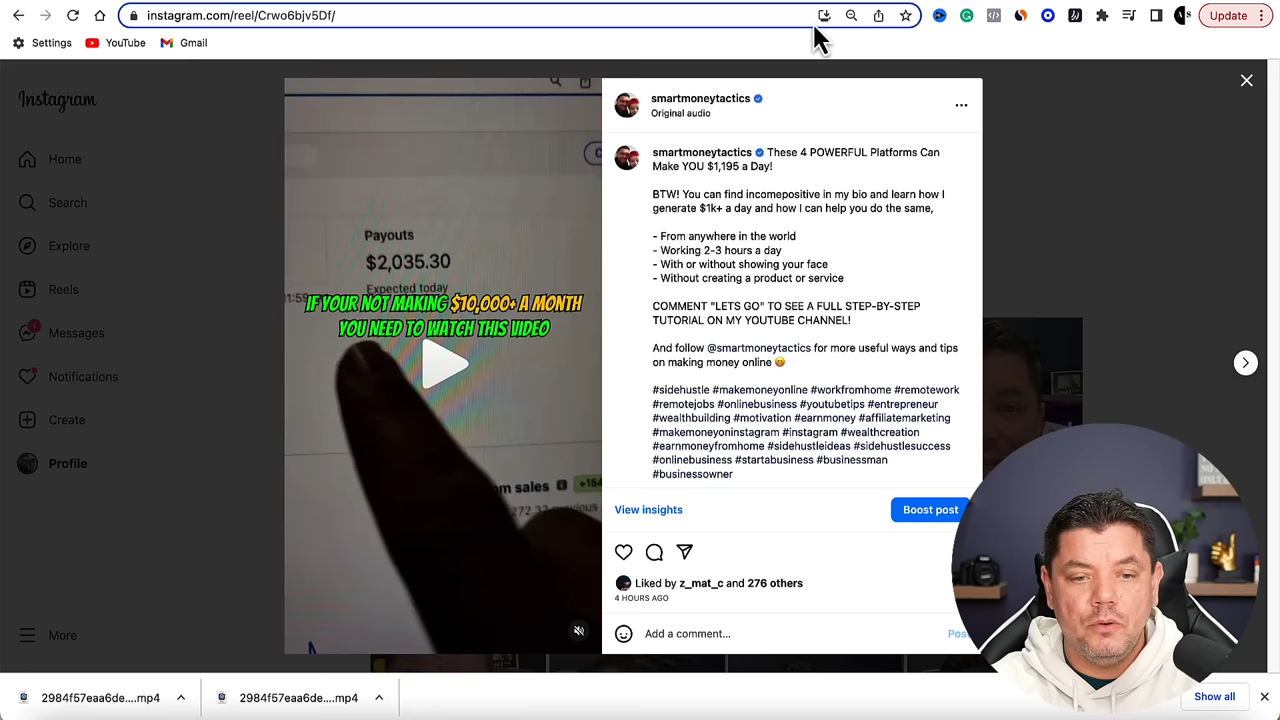 instagram.com/reel/Crwo6bjv5Df/
Update
Settings
YouTube
Gmail
Instagram
Home
Search
Explore
Reels
Messages
1
Notifications
Create
Profile
More
Payouts
$2,035.30
Expected today
11:59
IF YOUR NOT MAKING $10,000+ A MONTH
YOU NEED TO WATCH THIS VIDEO
om sales
smartmoneytactics
Original audio
smartmoneytactics These 4 POWERFUL Platforms Can
Make YOU $1,195 a Day!
BTW! You can find incomepositive in my bio and learn how I
generate $1k+ a day and how I can help you do the same,
- From anywhere in the world
- Working 2-3 hours a day
- With or without showing your face
- Without creating a product or service
COMMENT "LETS GO" TO SEE A FULL STEP-BY-STEP
TUTORIAL ON MY YOUTUBE CHANNEL!
And follow @smartmoneytactics for more useful ways and tips
on making money online
#sidehustle #makemoneyonline #workfromhome #remotework
#remotejobs #onlinebusiness #youtubetips #entrepreneur
#wealthbuilding #motivation #earnmoney #affiliatemarketing
#makemoneyoninstagram #instagram #wealthcreation
#earnmoneyfromhome #sidehustleideas #sidehustlesuccess
#onlinebusiness #startabusiness #businessman
#businessowner
View insights
Boost post
Liked by z_mat_c and 276 others
4 HOURS AGO
Add a comment...
Pos
2984f57eaa6de....mp4
2984f57eaa6de....mp4
Show all